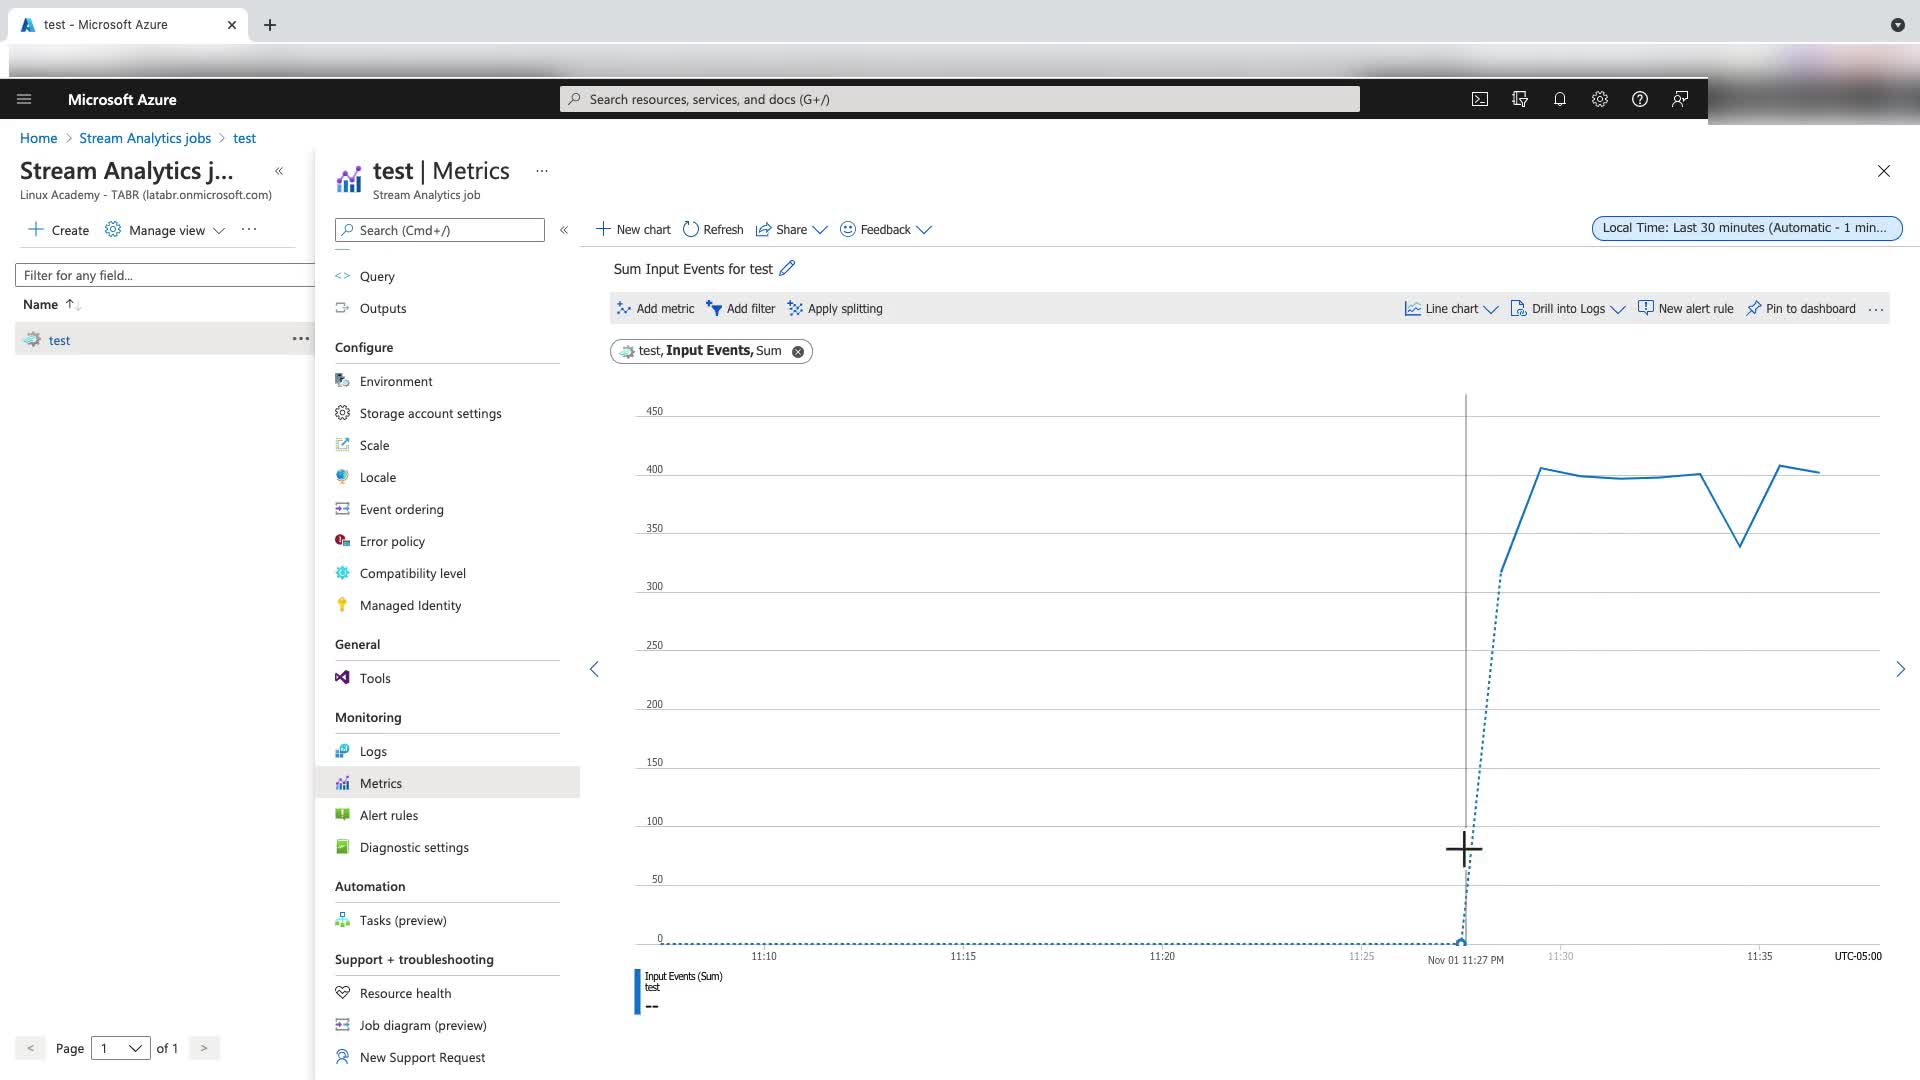 test - Microsoft Azure
Microsoft Azure
Search resources, services, and docs (G+/)
Home > Stream Analytics jobs > test
Stream Analytics j...
Linux Academy - TABR (latabr.onmicrosoft.com)
Create
Manage view
Filter for any field...
Name
test
< Page 1 of 1 >
test | Metrics
Stream Analytics job
Search (Cmd+/)
Query
Outputs
Configure
Environment
Storage account settings
Scale
Locale
Event ordering
Error policy
Compatibility level
Managed Identity
General
Tools
Monitoring
Logs
Metrics
Alert rules
Diagnostic settings
Automation
Tasks (preview)
Support + troubleshooting
Resource health
Job diagram (preview)
New Support Request
New chart
Refresh
Share
Feedback
Local Time: Last 30 minutes (Automatic - 1 min...
Sum Input Events for test
Add metric
Add filter
Apply splitting
Line chart
Drill into Logs
New alert rule
Pin to dashboard
test, Input Events, Sum
450
400
350
300
250
200
150
100
50
0
11:10
11:15
11:20
11:25
Nov 01 11:27 PM
11:30
11:35
UTC-05:00
Input Events (Sum)
test
--